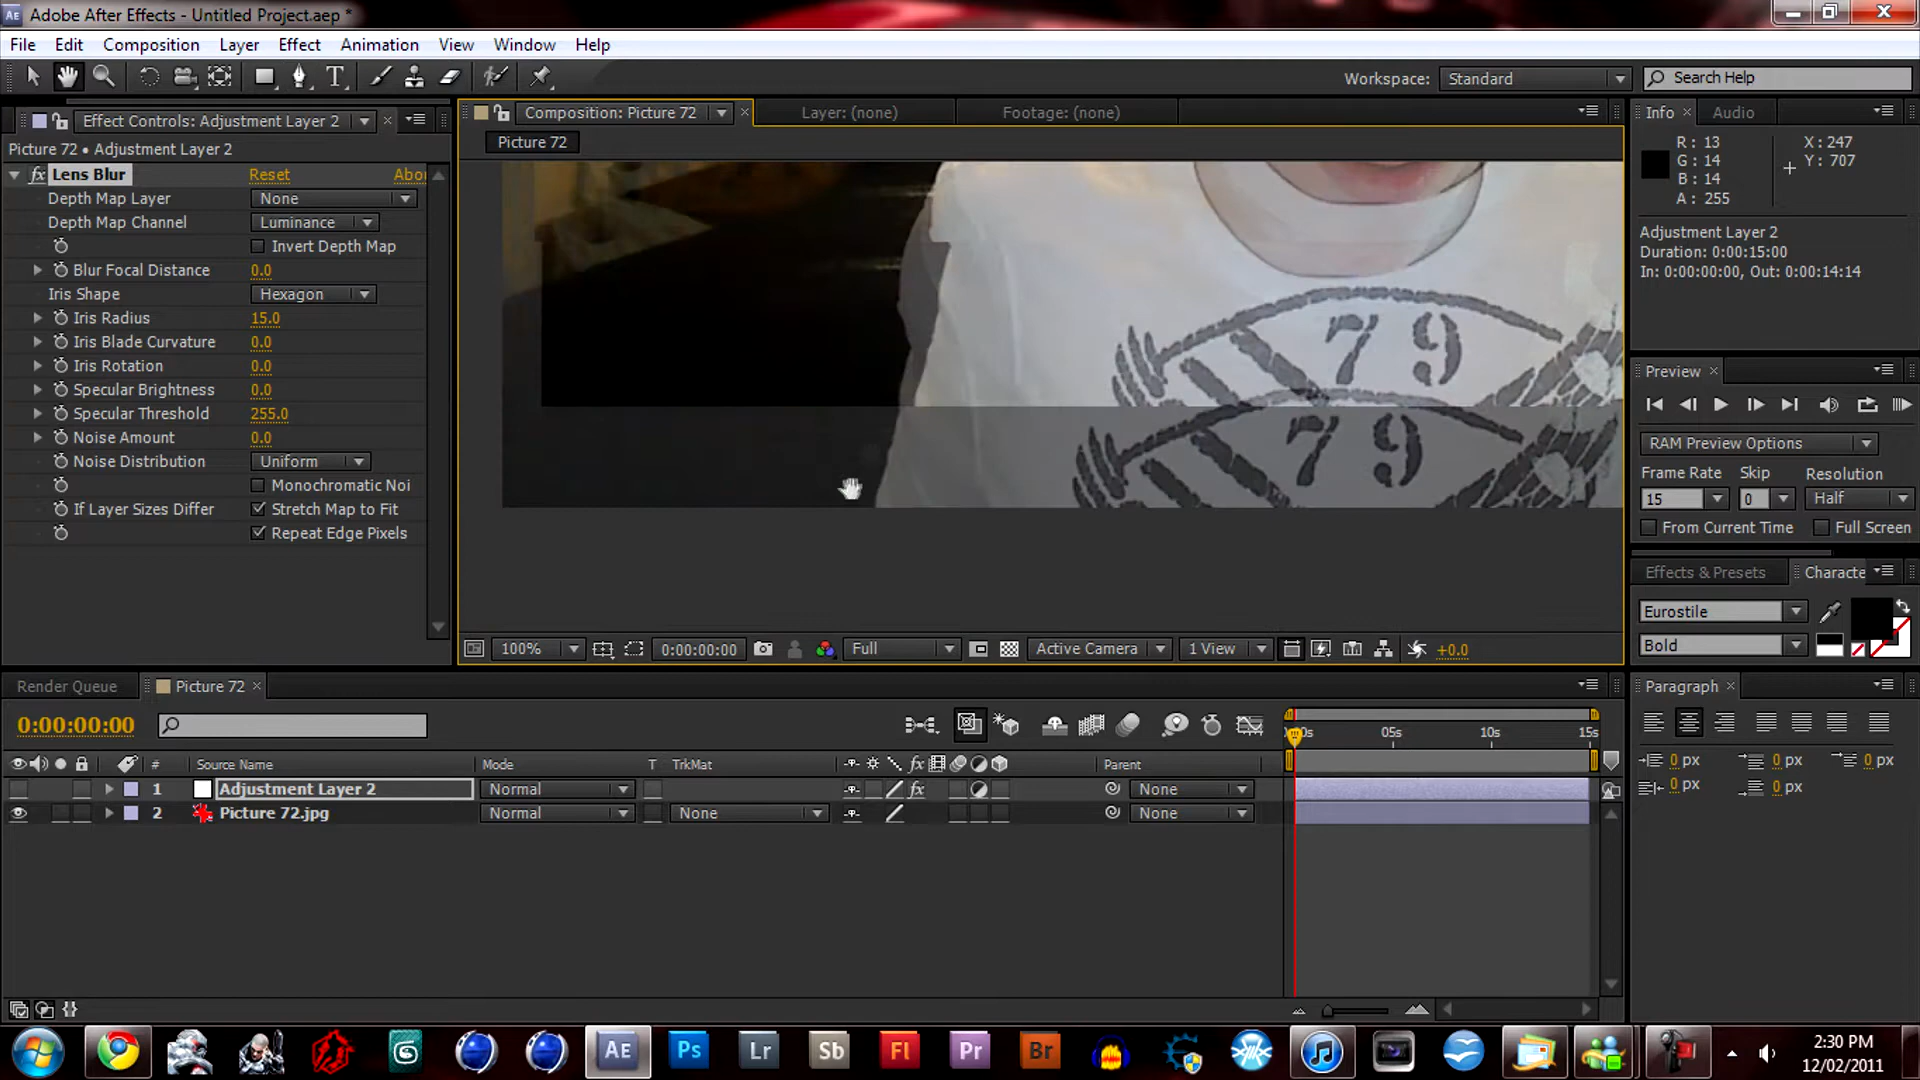 Adobe After Effects - Untitled Project.aep *
File Edit Composition Layer Effect Animation View Window Help
Workspace: Standard Search Help
Effect Controls: Adjustment Layer 2
Picture 72 • Adjustment Layer 2
fx Lens Blur Reset Abou
Depth Map Layer None
Depth Map Channel Luminance
Invert Depth Map
Blur Focal Distance 0.0
Iris Shape Hexagon
Iris Radius 15.0
Iris Blade Curvature 0.0
Iris Rotation 0.0
Specular Brightness 0.0
Specular Threshold 255.0
Noise Amount 0.0
Noise Distribution Uniform
Monochromatic Noi
If Layer Sizes Differ Stretch Map to Fit
Repeat Edge Pixels
Composition: Picture 72 Layer: (none) Footage: (none)
Picture 72
79
79
100% 0:00:00:00 Full Active Camera 1 View +0.0
Info Audio
R: 13 X: 247
G: 14 Y: 707
B: 14
A: 255
Adjustment Layer 2
Duration: 0:00:15:00
In: 0:00:00:00, Out: 0:00:14:14
Preview
RAM Preview Options
Frame Rate Skip Resolution
15 0 Half
From Current Time Full Screen
Effects & Presets Characte
Eurostile
Bold
Render Queue Picture 72
0:00:00:00
0s 05s 10s 15s
# Source Name Mode T TrkMat fx Parent
1 Adjustment Layer 2 Normal fx None
2 Picture 72.jpg Normal None None
Paragraph
0 px 0 px 0 px
0 px 0 px
Ae Ps Lr Sb Fl Pr Br
2:30 PM
12/02/2011